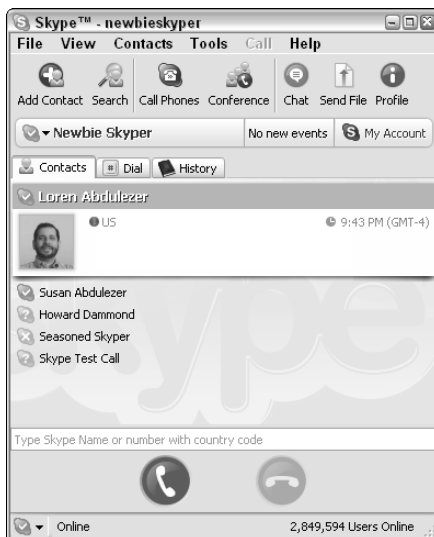 Skype™ - newbieskyper
File View Contacts Tools Call Help
Add Contact Search Call Phones Conference Chat Send File Profile
Newbie Skyper No new events My Account
Contacts Dial History
Loren Abdulezer
US 9:43 PM (GMT-4)
Susan Abdulezer
Howard Dammond
Seasoned Skyper
Skype Test Call
Type Skype Name or number with country code
Online 2,849,594 Users Online